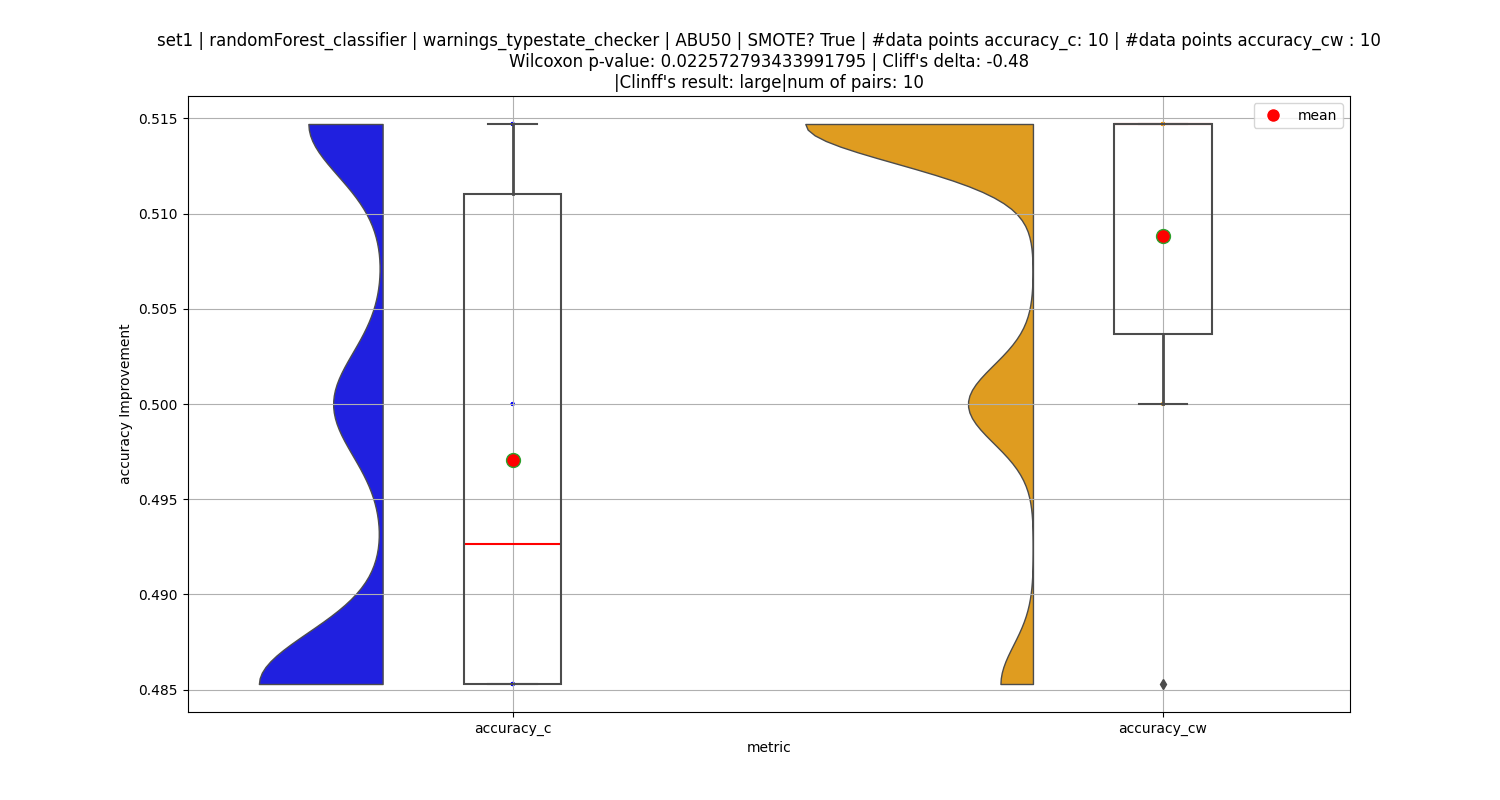 set1 | randomForest_classifier | warnings_typestate_checker | ABU50 | SMOTE? True | #data points accuracy_c: 10 | #data points accuracy_cw : 10
Wilcoxon p-value: 0.022572793433991795 | Cliff's delta: -0.48
|Clinff's result: large|num of pairs: 10
mean
0.515
0.510
0.505
0.500
0.495
0.490
0.485
accuracy Improvement
accuracy_c
accuracy_cw
metric